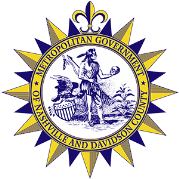 METROPOLITAN GOVERNMENT
OF NASHVILLE AND DAVIDSON COUNTY